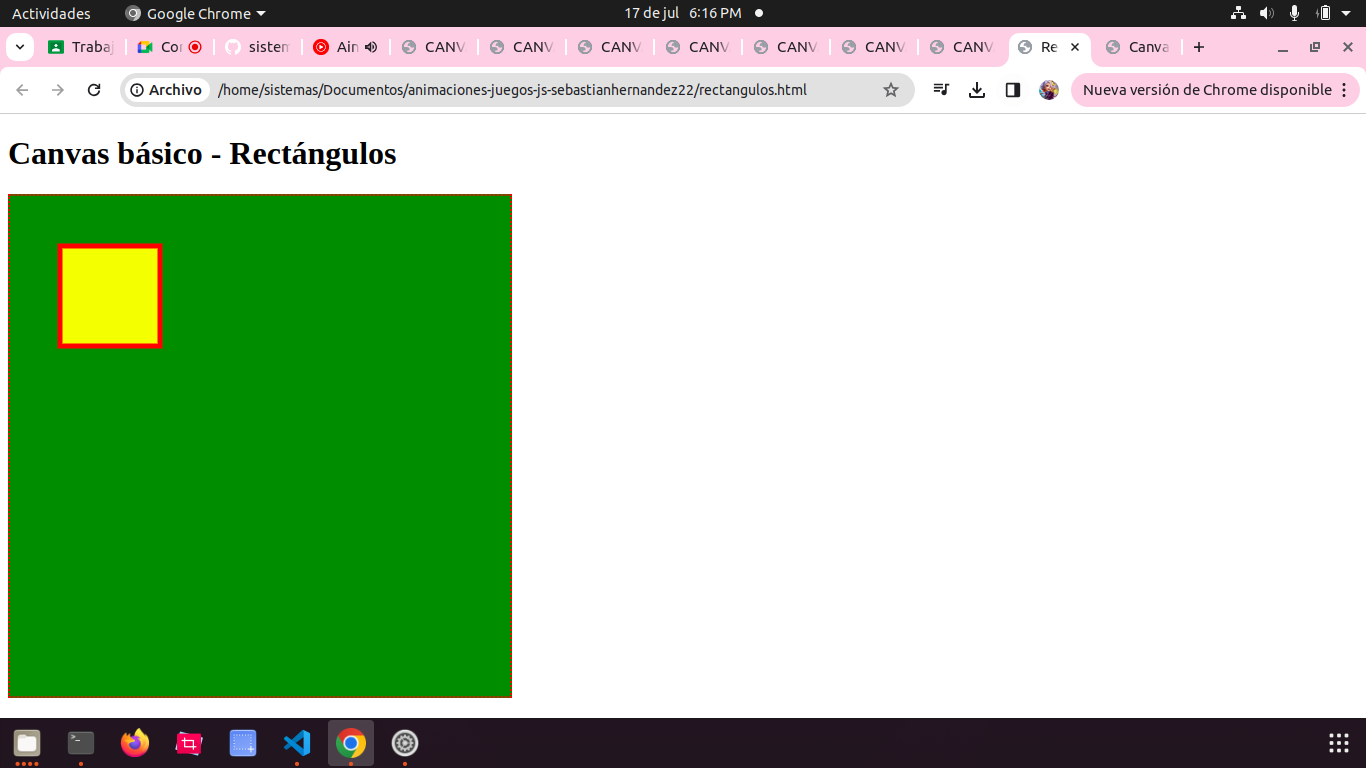 Actividades Google Chrome 17 de jul 6:16 PM
Trabaj Co sistem Ain CANV CANV CANV CANV CANV CANV CANV Re Canva
Archivo /home/sistemas/Documentos/animaciones-juegos-js-sebastianhernandez22/rectangulos.html Nueva versión de Chrome disponible
Canvas básico - Rectángulos